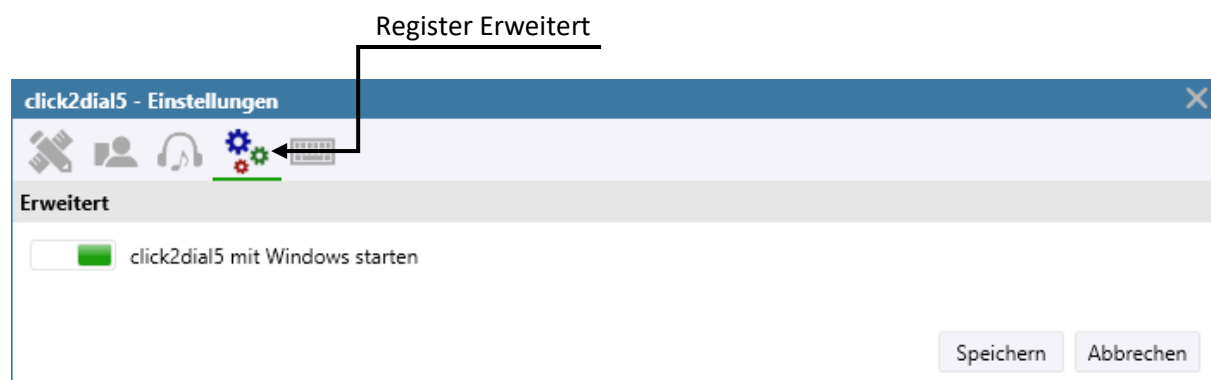 Register Erweitert
click2dial5 - Einstellungen
Erweitert
click2dial5 mit Windows starten
Speichern Abbrechen